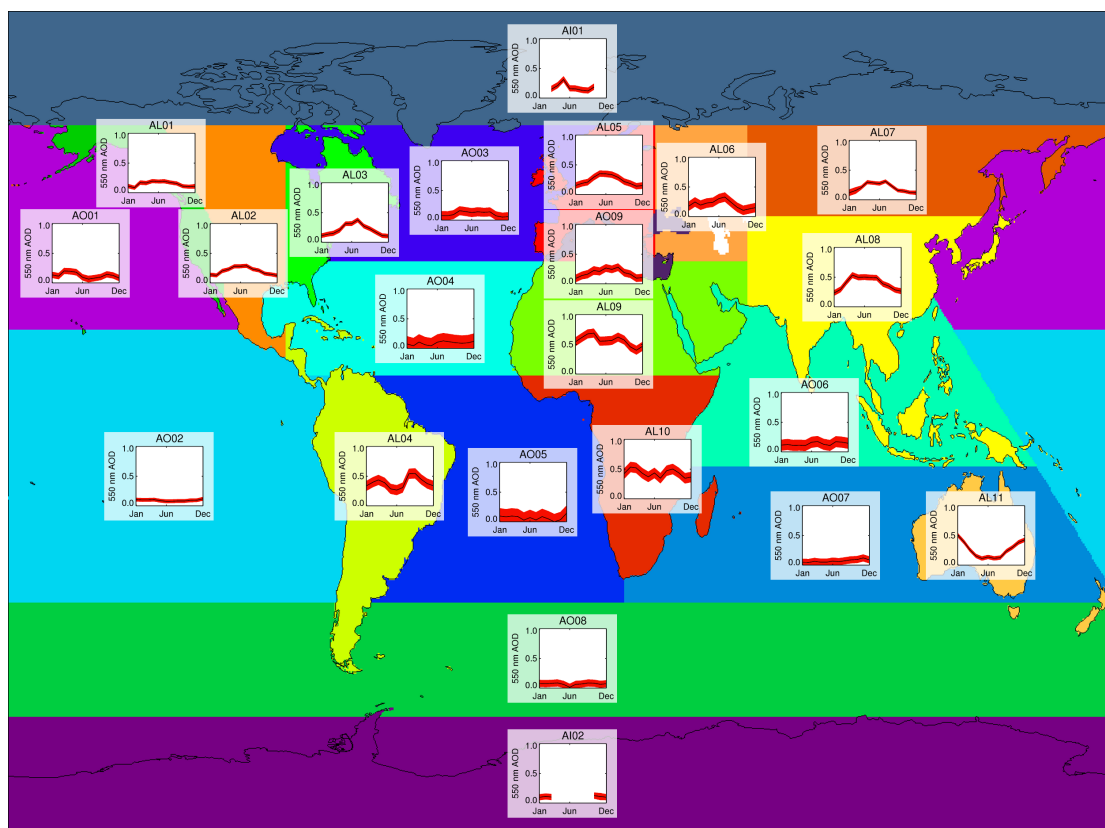 AI01
1.0
0.5
0.0
550 nm AOD
Jan Jun Dec
AL01
1.0
0.5
0.0
550 nm AOD
Jan Jun Dec
AL05
1.0
0.5
0.0
550 nm AOD
Jan Jun Dec
AL07
1.0
0.5
0.0
550 nm AOD
Jan Jun Dec
AO03
1.0
0.5
0.0
550 nm AOD
Jan Jun Dec
AL06
1.0
0.5
0.0
550 nm AOD
Jan Jun Dec
AL03
1.0
0.5
0.0
550 nm AOD
Jan Jun Dec
AO01
1.0
0.5
0.0
550 nm AOD
Jan Jun Dec
AL02
1.0
0.5
0.0
550 nm AOD
Jan Jun Dec
AO09
1.0
0.5
0.0
550 nm AOD
Jan Jun Dec
AL08
1.0
0.5
0.0
550 nm AOD
Jan Jun Dec
AO04
1.0
0.5
0.0
550 nm AOD
Jan Jun Dec
AL09
1.0
0.5
0.0
550 nm AOD
Jan Jun Dec
AO06
1.0
0.5
0.0
550 nm AOD
Jan Jun Dec
AO02
1.0
0.5
0.0
550 nm AOD
Jan Jun Dec
AL04
1.0
0.5
0.0
550 nm AOD
Jan Jun Dec
AO05
1.0
0.5
0.0
550 nm AOD
Jan Jun Dec
AL10
1.0
0.5
0.0
550 nm AOD
Jan Jun Dec
AO07
1.0
0.5
0.0
550 nm AOD
Jan Jun Dec
AL11
1.0
0.5
0.0
550 nm AOD
Jan Jun Dec
AO08
1.0
0.5
0.0
550 nm AOD
Jan Jun Dec
AI02
1.0
0.5
0.0
550 nm AOD
Jan Jun Dec